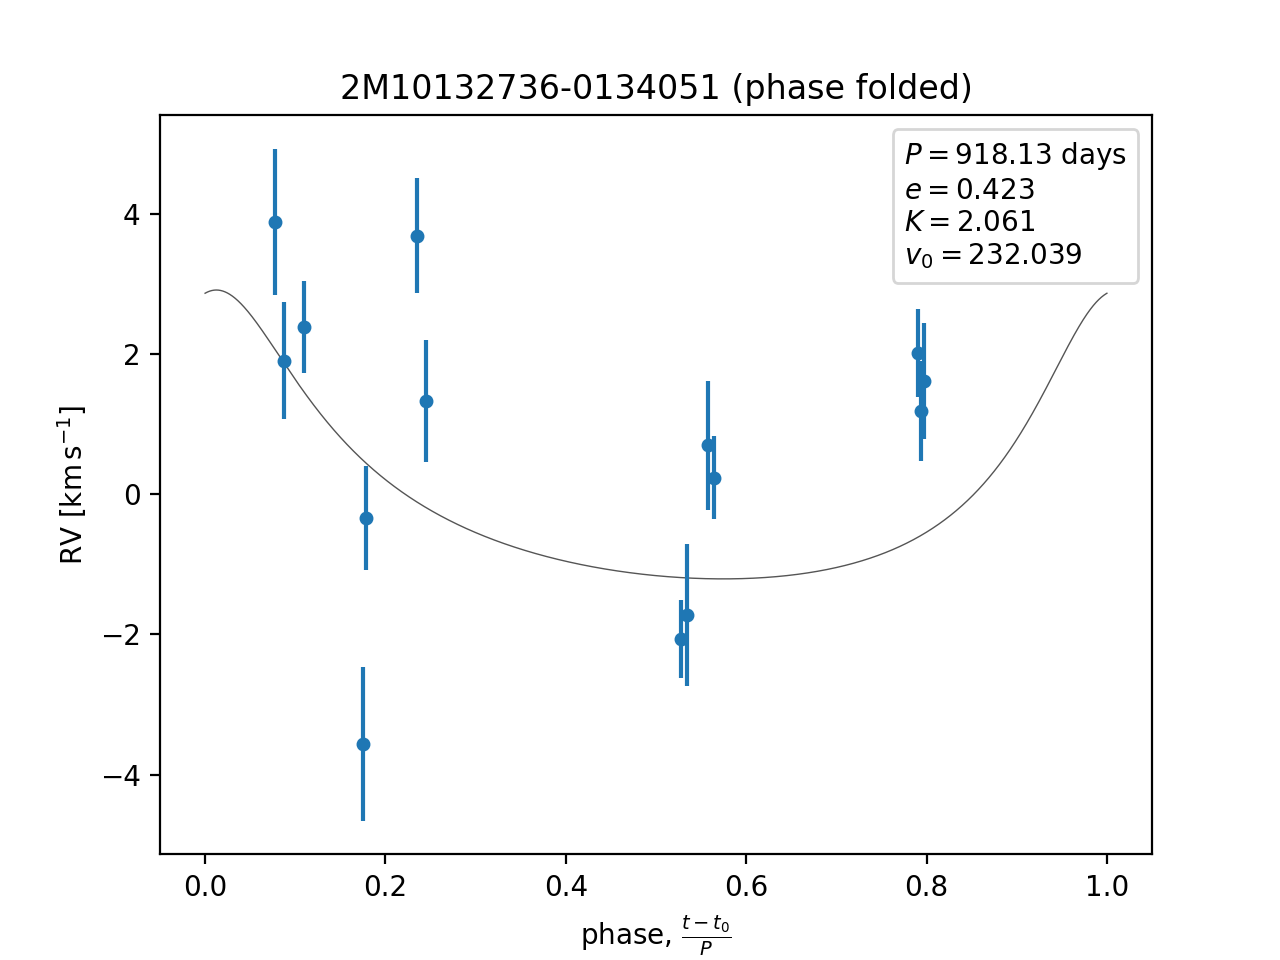 2M10132736-0134051 (phase folded)
P = 918.13 days
e = 0.423
K = 2.061
v₀ = 232.039
4
2
0
−2
−4
RV [km s⁻¹]
0.0 0.2 0.4 0.6 0.8 1.0
phase, (t − t₀)/P